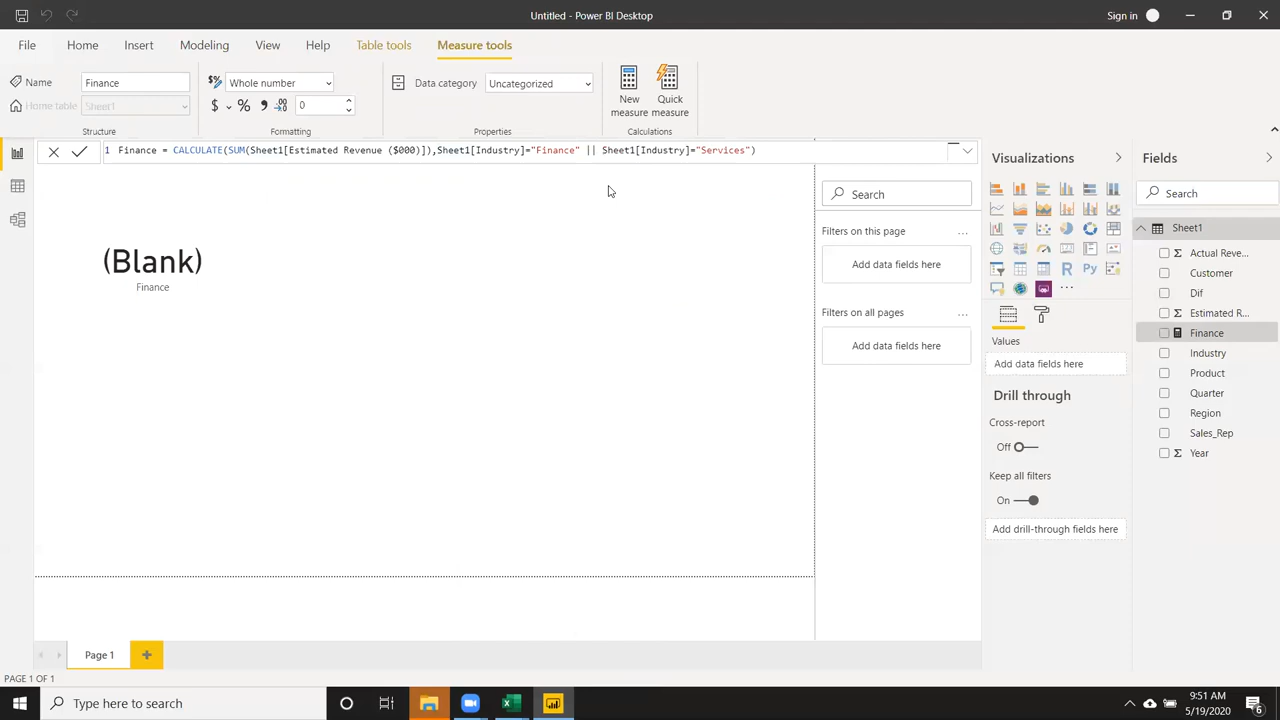 Untitled - Power BI Desktop
Sign in
File
Home
Insert
Modeling
View
Help
Table tools
Measure tools
Name
Finance
Home table
Sheet1
Structure
$%
Whole number
$
%
0
Formatting
Data category
Uncategorized
Properties
New
measure
Quick
measure
Calculations
1 Finance = CALCULATE(SUM(Sheet1[Estimated Revenue ($000)]),Sheet1[Industry]="Finance" || Sheet1[Industry]="Services")
(Blank)
Finance
Search
Filters on this page
...
Add data fields here
Filters on all pages
...
Add data fields here
Visualizations
R
Py
...
Values
Add data fields here
Drill through
Cross-report
Off
Keep all filters
On
Add drill-through fields here
Fields
Search
Sheet1
Σ Actual Reve...
Customer
Dif
Σ Estimated R...
Finance
Industry
Product
Quarter
Region
Sales_Rep
Σ Year
Page 1
PAGE 1 OF 1
Type here to search
9:51 AM
5/19/2020
6